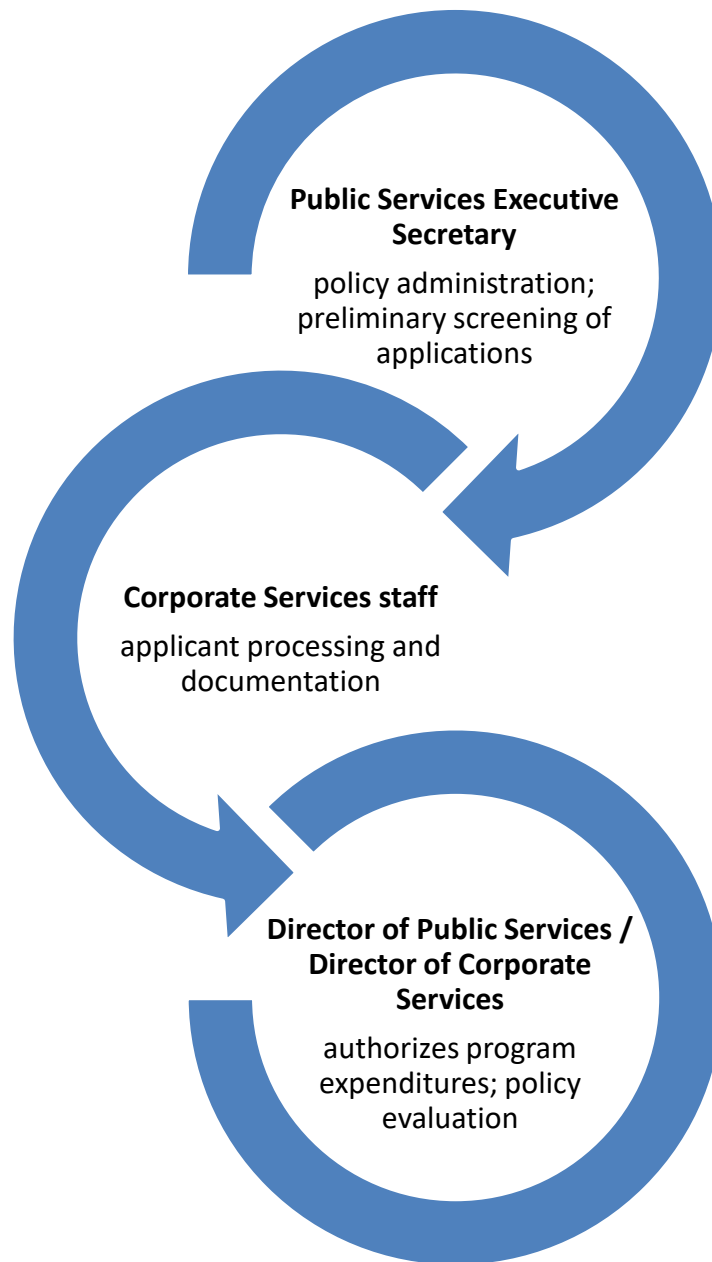 Public Services Executive
Secretary
policy administration;
preliminary screening of
applications
Corporate Services staff
applicant processing and
documentation
Director of Public Services /
Director of Corporate
Services
authorizes program
expenditures; policy
evaluation